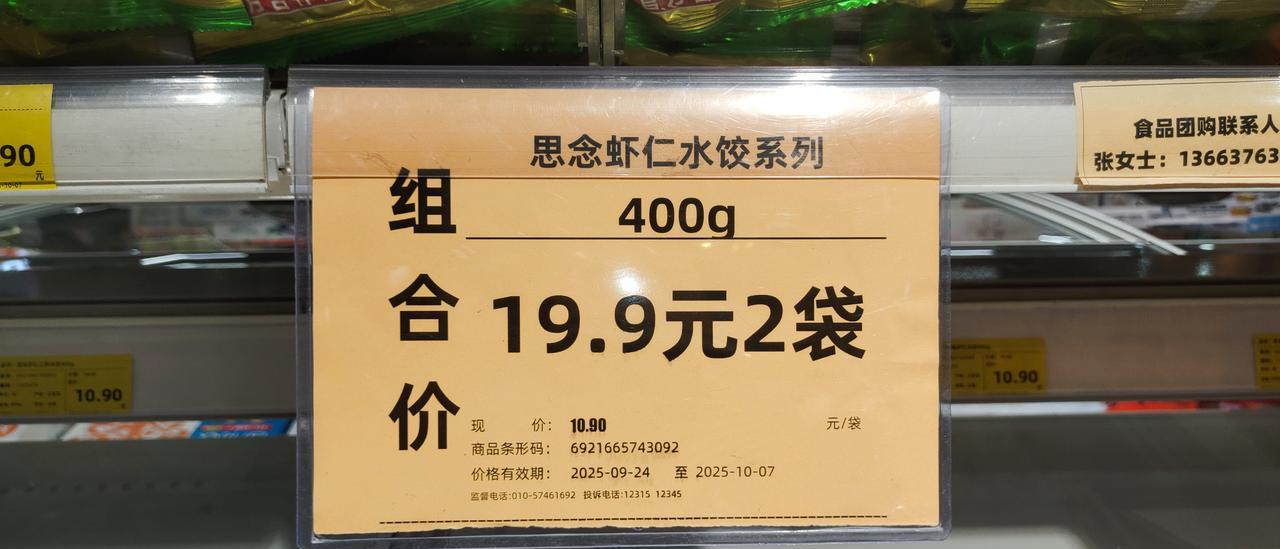 思念虾仁水饺系列
400g
组合价
19.9元2袋
现 价： 10.90 元/袋
商品条形码： 6921665743092
价格有效期： 2025-09-24 至 2025-10-07
监督电话:010-57461692 投诉电话:12315 12345
90
元
食品团购联系人
张女士：13663763
10.90
10.90